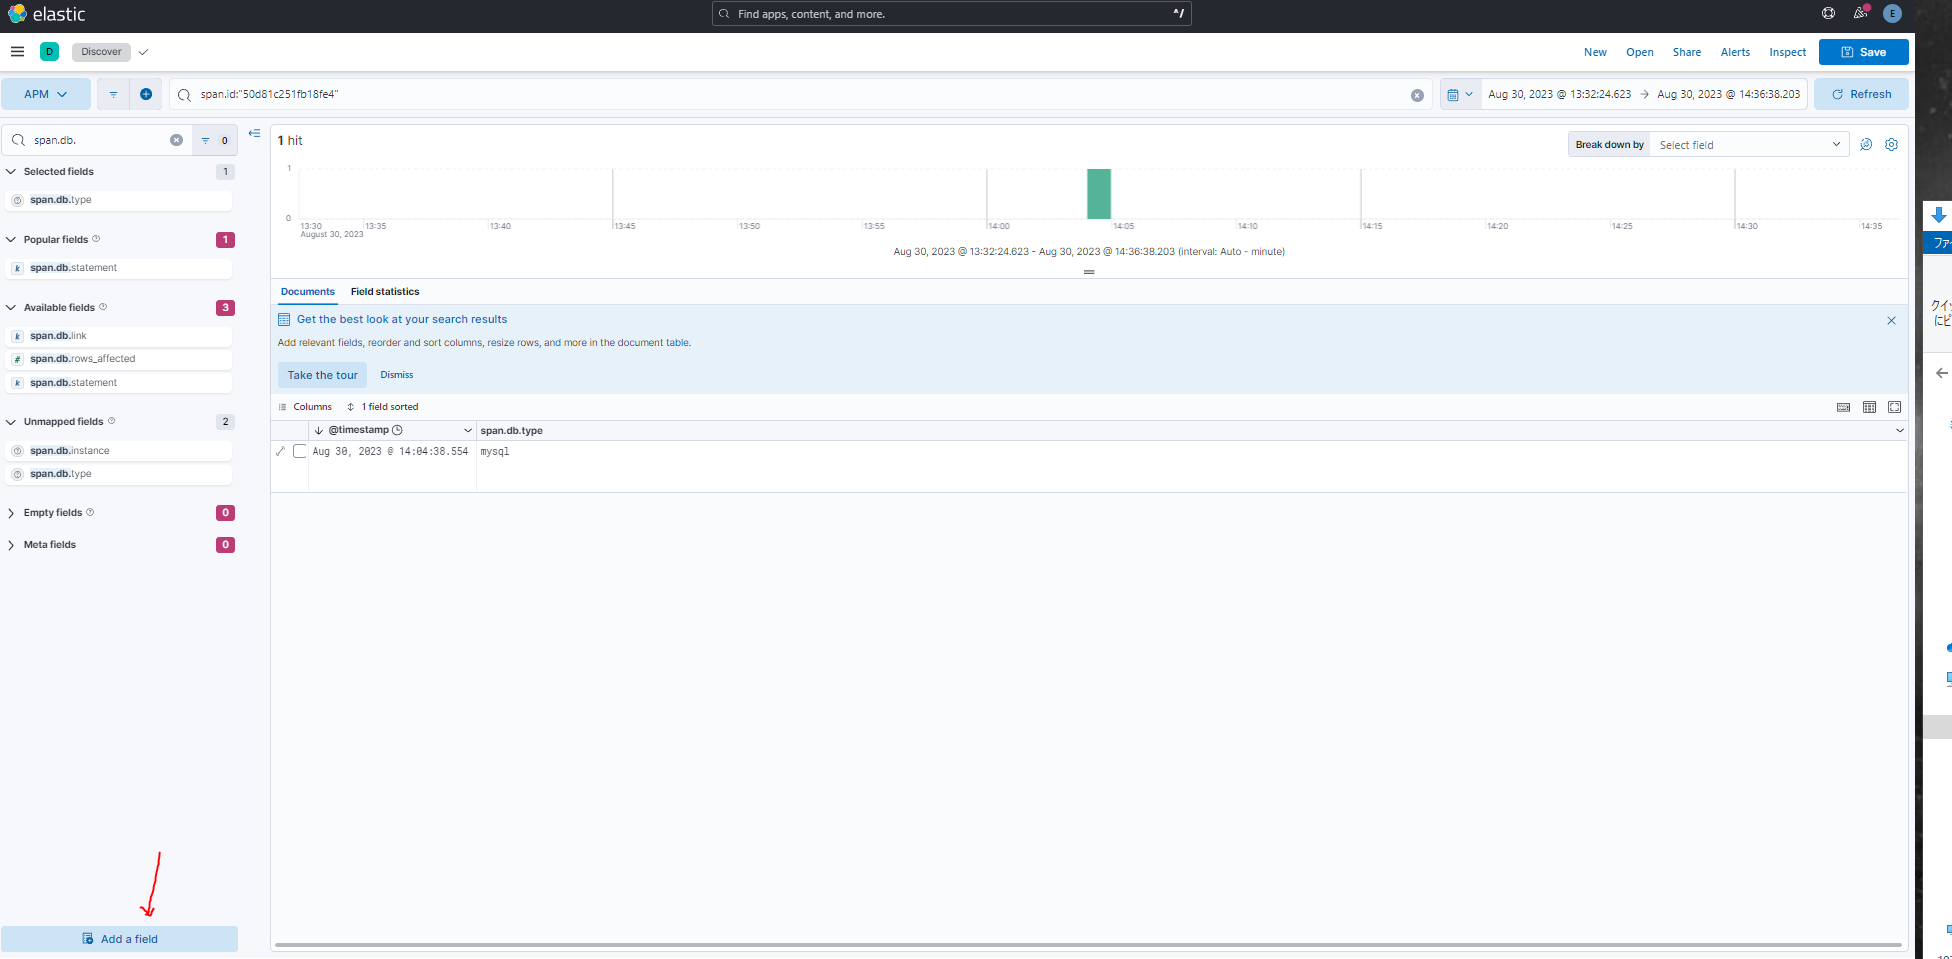 elastic
Find apps, content, and more.
^/
E
D
Discover
New
Open
Share
Alerts
Inspect
Save
APM
span.id:"50d81c251fb18fe4"
Aug 30, 2023 @ 13:32:24.623 → Aug 30, 2023 @ 14:36:38.203
Refresh
span.db.
0
Selected fields
1
span.db.type
Popular fields
1
k span.db.statement
Available fields
3
k span.db.link
# span.db.rows_affected
k span.db.statement
Unmapped fields
2
span.db.instance
span.db.type
Empty fields
0
Meta fields
0
Add a field
1 hit
Break down by
Select field
1
0
13:30
August 30, 2023
13:35
13:40
13:45
13:50
13:55
14:00
14:05
14:10
14:15
14:20
14:25
14:30
14:35
Aug 30, 2023 @ 13:32:24.623 - Aug 30, 2023 @ 14:36:38.203 (interval: Auto - minute)
Documents
Field statistics
Get the best look at your search results
Add relevant fields, reorder and sort columns, resize rows, and more in the document table.
Take the tour
Dismiss
Columns
1 field sorted
@timestamp
span.db.type
Aug 30, 2023 @ 14:04:38.554
mysql